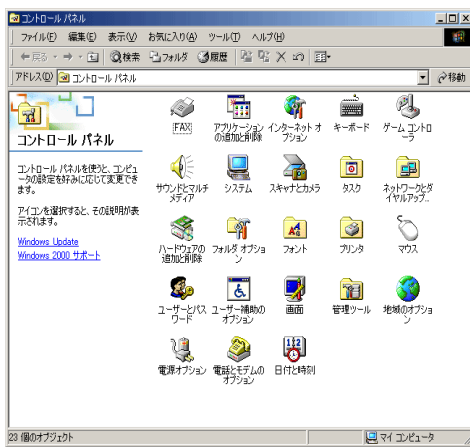 コントロール パネル
ファイル(F) 編集(E) 表示(V) お気に入り(A) ツール(T) ヘルプ(H)
戻る 検索 フォルダ 履歴
アドレス(D) コントロール パネル 移動
コントロール パネル
コントロール パネルを使うと、コンピュ
ータの設定を好みに応じて変更でき
ます。
アイコンを選択すると、その説明が表
示されます。
Windows Update
Windows 2000 サポート
FAX
アプリケーション
の追加と削除
インターネット オ
プション
キーボード
ゲーム コントロ
ーラ
サウンドとマルチ
メディア
システム
スキャナとカメラ
タスク
ネットワークとダ
イヤルアップ...
ハードウェアの
追加と削除
フォルダ オプショ
ン
フォント
プリンタ
マウス
ユーザーとパス
ワード
ユーザー補助の
オプション
画面
管理ツール
地域のオプショ
ン
電源オプション
電話とモデムの
オプション
日付と時刻
23 個のオブジェクト
マイ コンピュータ